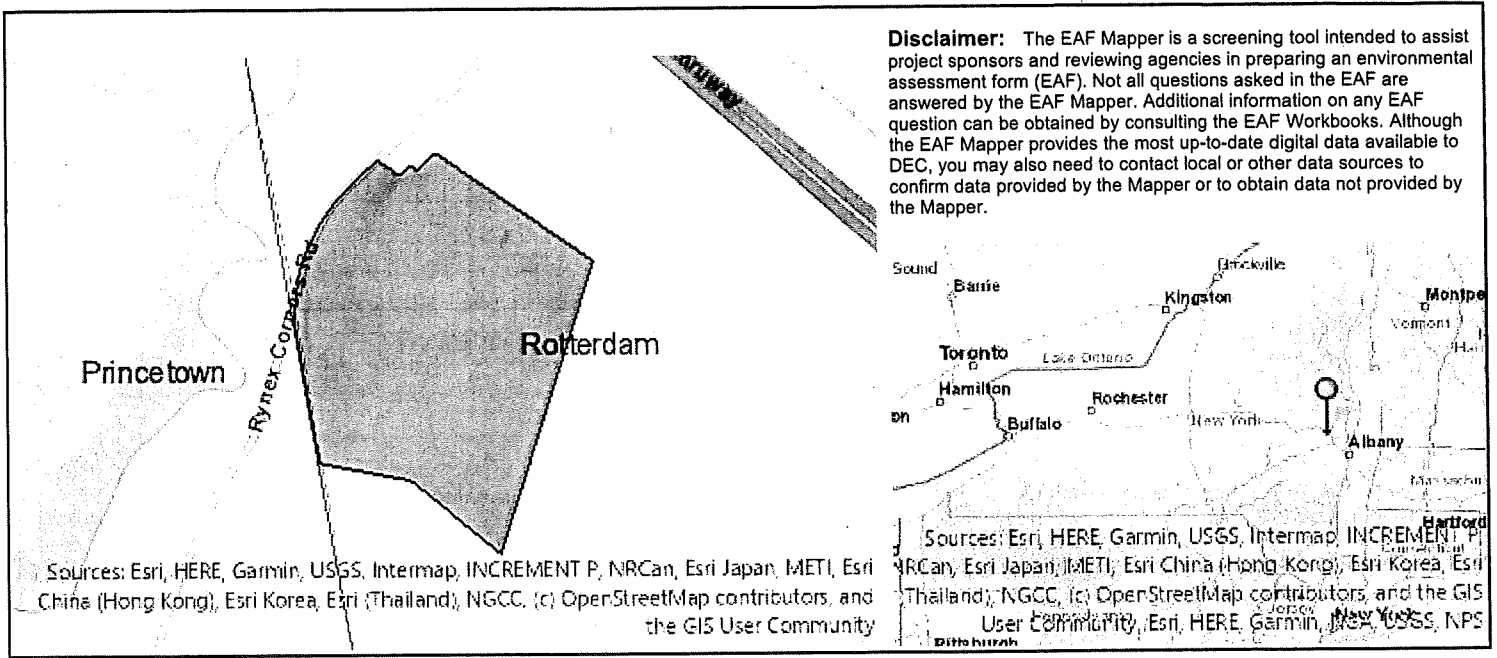 Disclaimer: The EAF Mapper is a screening tool intended to assist
project sponsors and reviewing agencies in preparing an environmental
assessment form (EAF). Not all questions asked in the EAF are
answered by the EAF Mapper. Additional information on any EAF
question can be obtained by consulting the EAF Workbooks. Although
the EAF Mapper provides the most up-to-date digital data available to
DEC, you may also need to contact local or other data sources to
confirm data provided by the Mapper or to obtain data not provided by
the Mapper.
Rynex Corners Rd
Princetown
Rotterdam
Sources: Esri, HERE, Garmin, USGS, Intermap, INCREMENT P, NRCan, Esri Japan, METI, Esri
China (Hong Kong), Esri Korea, Esri (Thailand), NGCC, (c) OpenStreetMap contributors, and
the GIS User Community
Sound
Barrie
Brockville
Kingston
Montpe
Vermont
Toronto
Lake Ontario
Hamilton
Rochester
on
Buffalo
New York
Albany
Hartford
Sources: Esri, HERE, Garmin, USGS, Intermap, INCREMENT P,
NRCan, Esri Japan, METI, Esri China (Hong Kong), Esri Korea, Esri
(Thailand), NGCC, (c) OpenStreetMap contributors, and the GIS
User Community, Esri, HERE, Garmin, USGS, NPS
New York
Pittsburgh